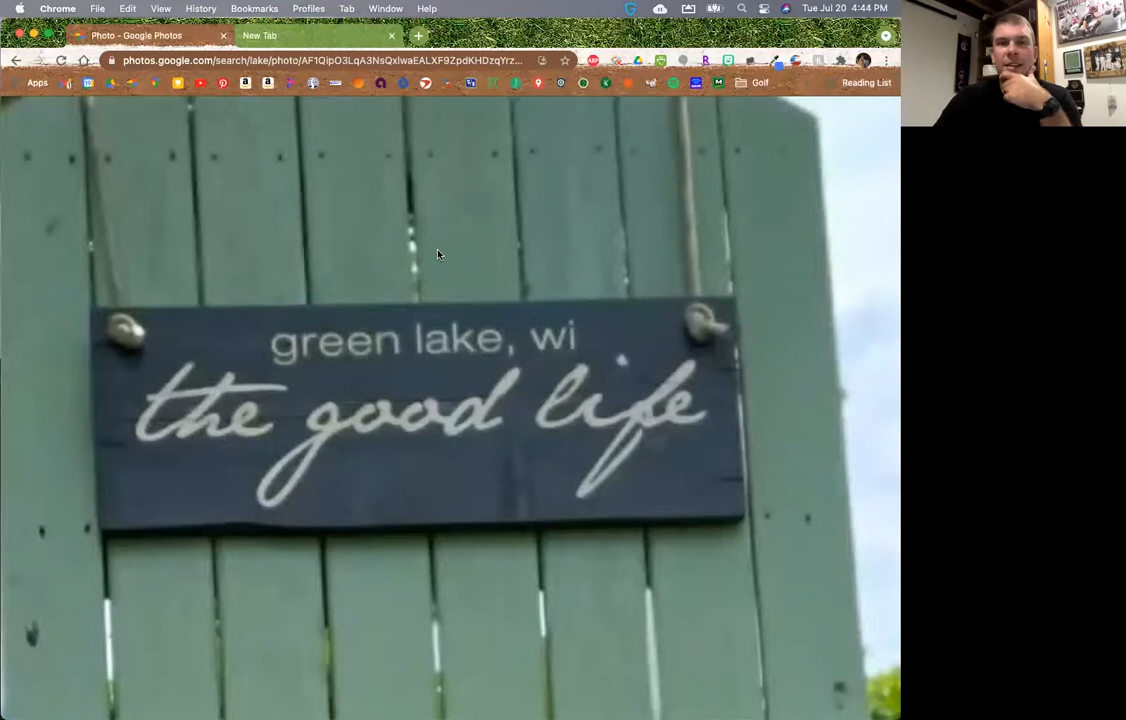 Chrome File Edit View History Bookmarks Profiles Tab Window Help Tue Jul 20 4:44 PM
Photo - Google Photos
New Tab
photos.google.com/search/lake/photo/AF1QipO3LqA3NsQxlwaEALXF9ZpdKHDzqYrz...
Apps
Golf
Reading List
green lake, wi
the good life